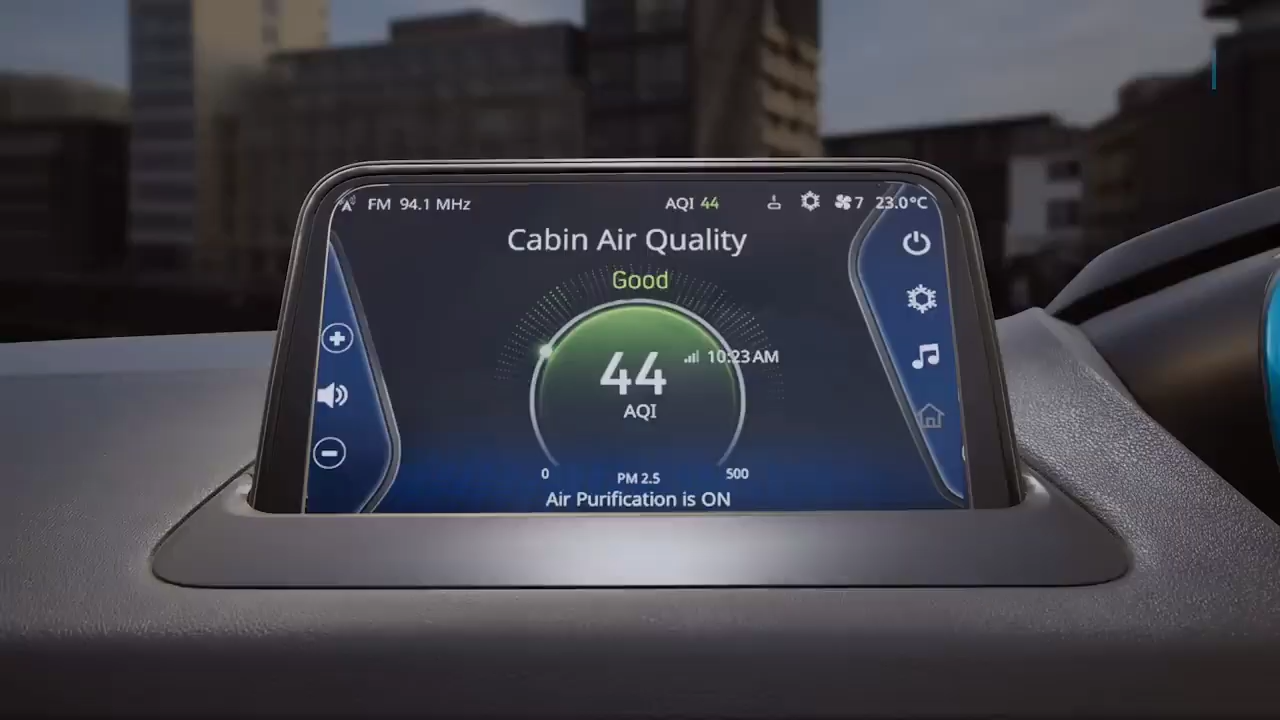 FM 94.1 MHz AQI 44 7 23.0°C
Cabin Air Quality
Good
44
10:23 AM
AQI
0 PM 2.5 500
Air Purification is ON